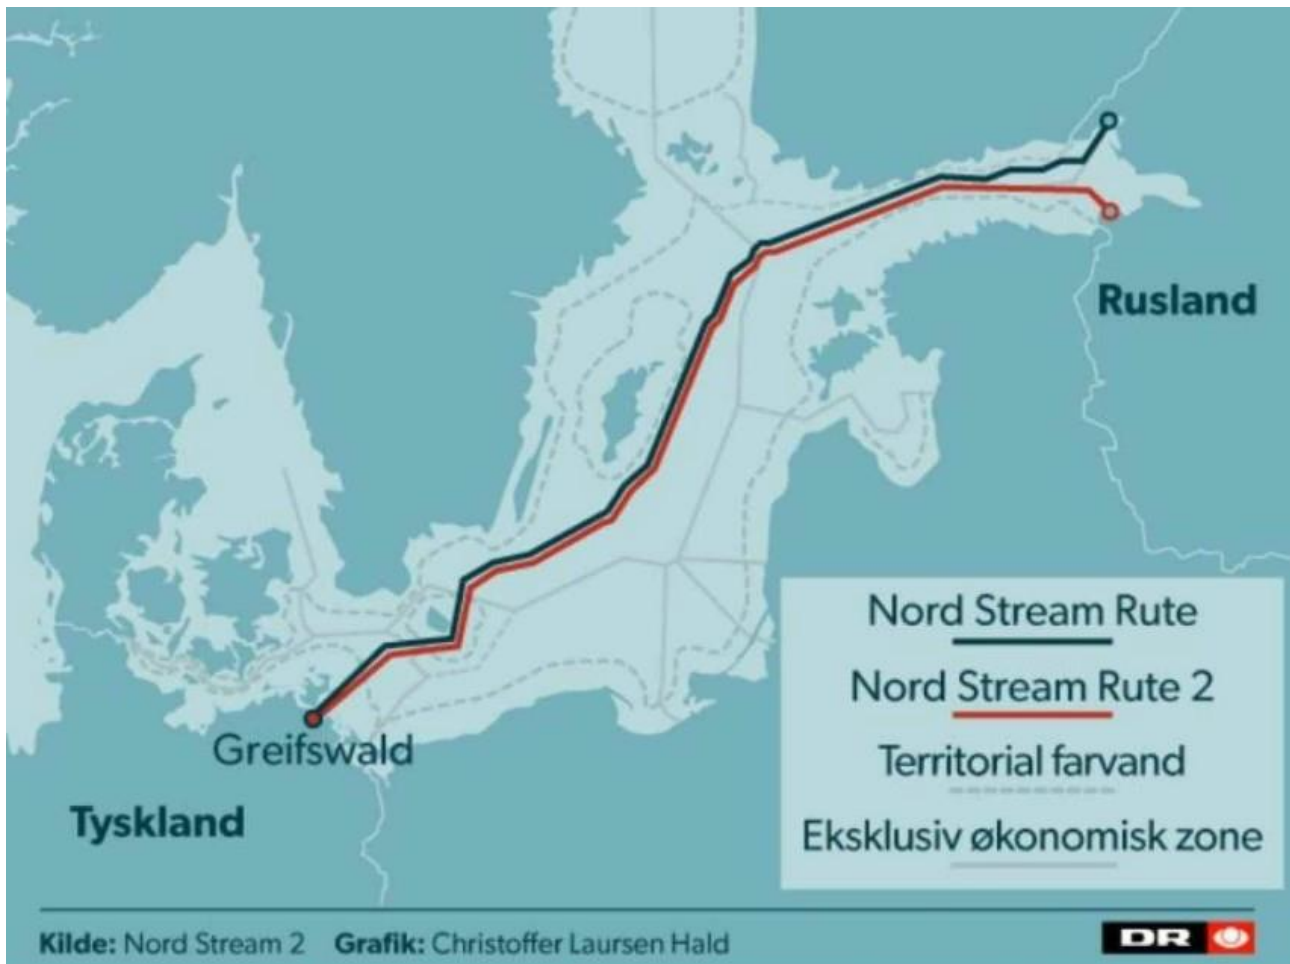 Rusland
Nord Stream Rute
Nord Stream Rute 2
Territorial farvand
Eksklusiv økonomisk zone
Greifswald
Tyskland
Kilde: Nord Stream 2 Grafik: Christoffer Laursen Hald
DR